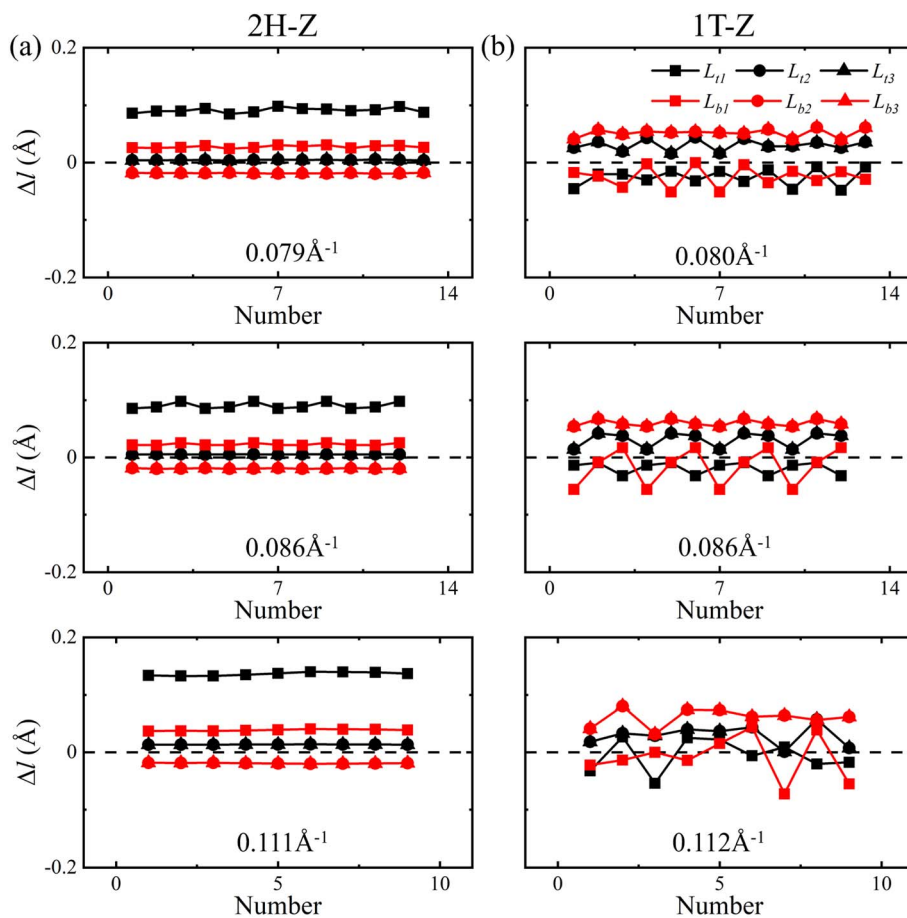 (a) 2H-Z (b) 1T-Z
0.2 L_t1 L_t2 L_t3
L_b1 L_b2 L_b3
Δl (Å) 0
-0.2 0.079Å⁻¹ 0.080Å⁻¹
0 7 14 0 7 14
Number Number
0.2
Δl (Å) 0
-0.2 0.086Å⁻¹ 0.086Å⁻¹
0 7 14 0 7 14
Number Number
0.2
Δl (Å) 0
-0.2 0.111Å⁻¹ 0.112Å⁻¹
0 5 10 0 5 10
Number Number